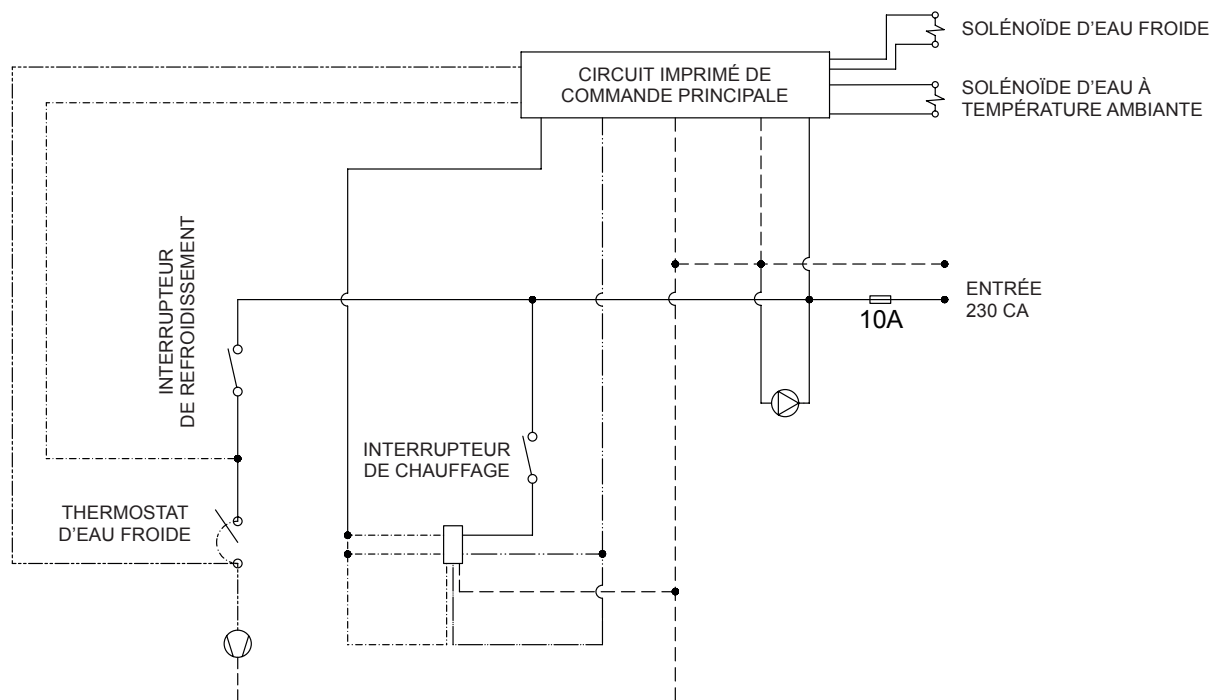 SOLÉNOÏDE D'EAU FROIDE
CIRCUIT IMPRIMÉ DE
COMMANDE PRINCIPALE
SOLÉNOÏDE D'EAU À
TEMPÉRATURE AMBIANTE
INTERRUPTEUR
DE REFROIDISSEMENT
ENTRÉE
230 CA
10A
INTERRUPTEUR
DE CHAUFFAGE
THERMOSTAT
D'EAU FROIDE